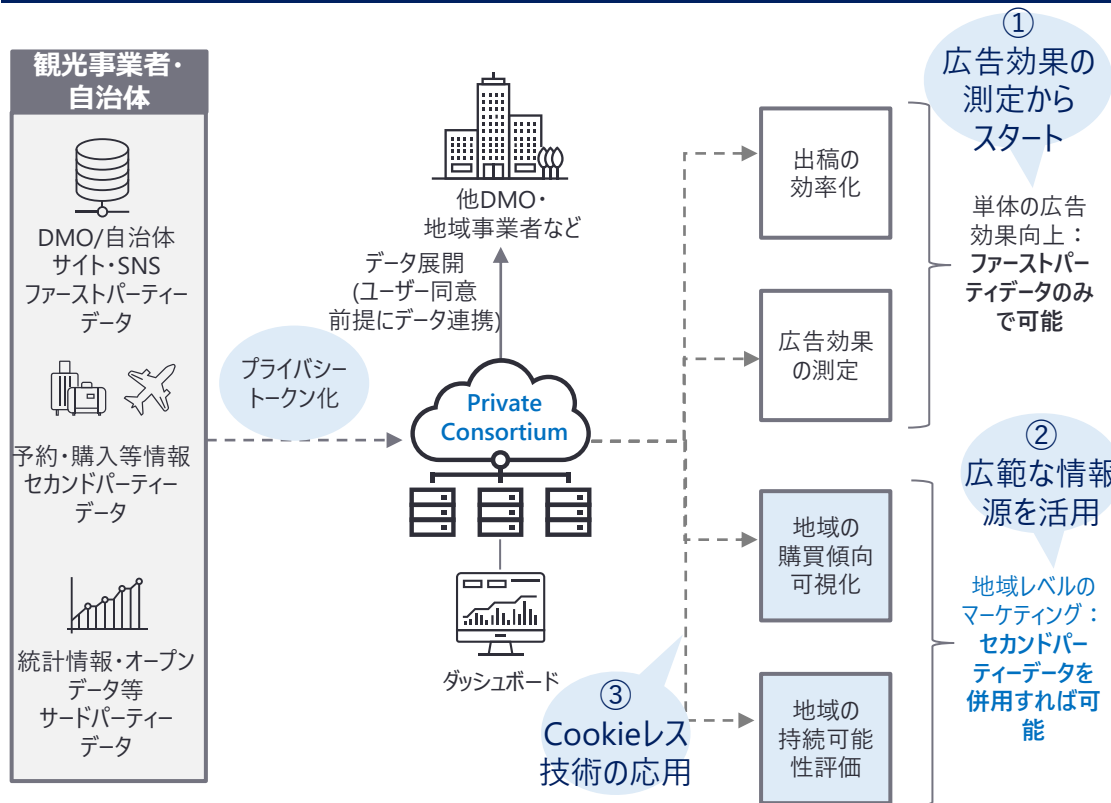 観光事業者・
自治体
DMO/自治体
サイト・SNS
ファーストパーティー
データ
予約・購入等情報
セカンドパーティー
データ
統計情報・オープン
データ等
サードパーティー
データ
プライバシー
トークン化
他DMO・
地域事業者など
データ展開
(ユーザー同意
前提にデータ連携)
Private
Consortium
ダッシュボード
出稿の
効率化
広告効果
の測定
地域の
購買傾向
可視化
地域の
持続可能
性評価
①
広告効果の
測定から
スタート
単体の広告
効果向上：
ファーストパー
ティデータのみ
で可能
②
広範な情報
源を活用
地域レベルの
マーケティング：
セカンドパー
ティーデータを
併用すれば可
能
③
Cookieレス
技術の応用